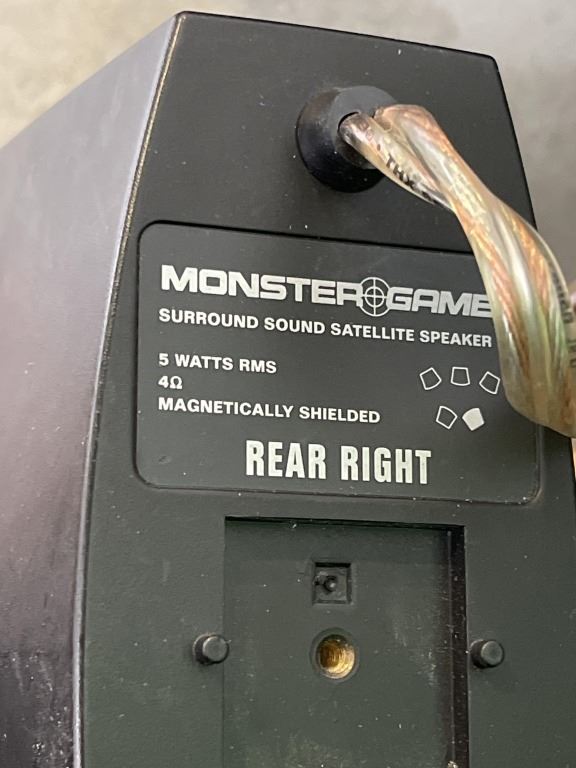 MONSTER GAME
SURROUND SOUND SATELLITE SPEAKER
5 WATTS RMS
4Ω
MAGNETICALLY SHIELDED
REAR RIGHT